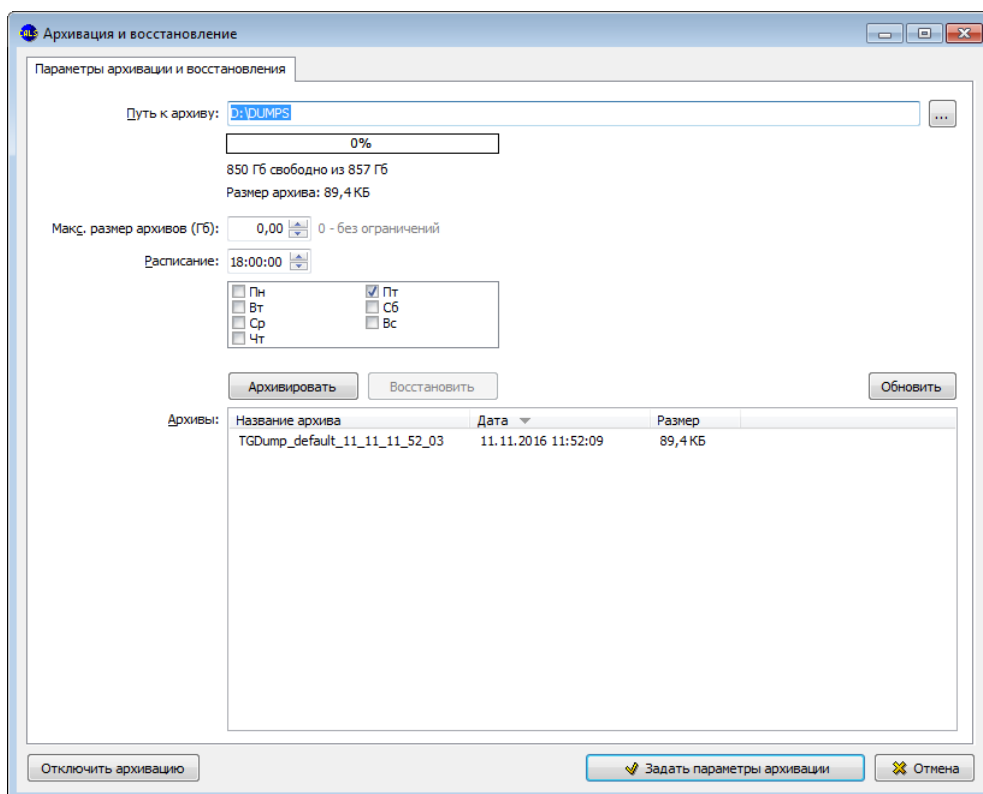 CALS Архивация и восстановление
Параметры архивации и восстановления
Путь к архиву: D:\DUMPS ...
0%
850 Гб свободно из 857 Гб
Размер архива: 89,4 КБ
Макс. размер архивов (Гб): 0,00 0 - без ограничений
Расписание: 18:00:00
Пн Пт
Вт Сб
Ср Вс
Чт
Архивировать Восстановить Обновить
Архивы: Название архива Дата Размер
TGDump_default_11_11_11_52_03 11.11.2016 11:52:09 89,4 КБ
Отключить архивацию Задать параметры архивации Отмена